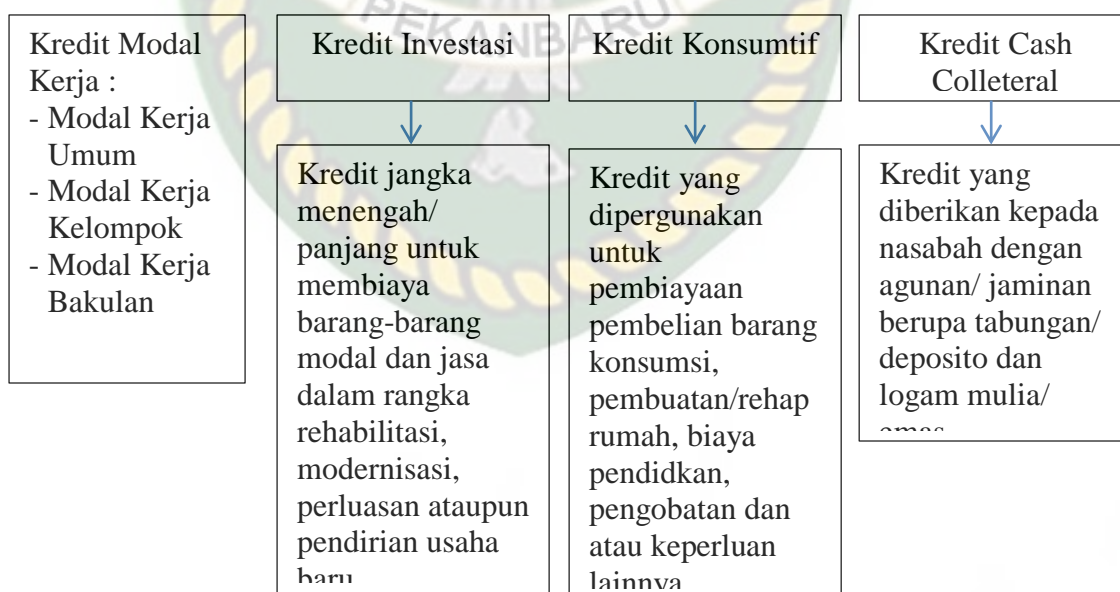 PEKANBARU
Kredit Modal
Kerja :
- Modal Kerja
Umum
- Modal Kerja
Kelompok
- Modal Kerja
Bakulan
Kredit Investasi
Kredit jangka
menengah/
panjang untuk
membiaya
barang-barang
modal dan jasa
dalam rangka
rehabilitasi,
modernisasi,
perluasan ataupun
pendirian usaha
baru
Kredit Konsumtif
Kredit yang
dipergunakan
untuk
pembiayaan
pembelian barang
konsumsi,
pembuatan/rehap
rumah, biaya
pendidkan,
pengobatan dan
atau keperluan
lainnya
Kredit Cash
Colleteral
Kredit yang
diberikan kepada
nasabah dengan
agunan/ jaminan
berupa tabungan/
deposito dan
logam mulia/
emas